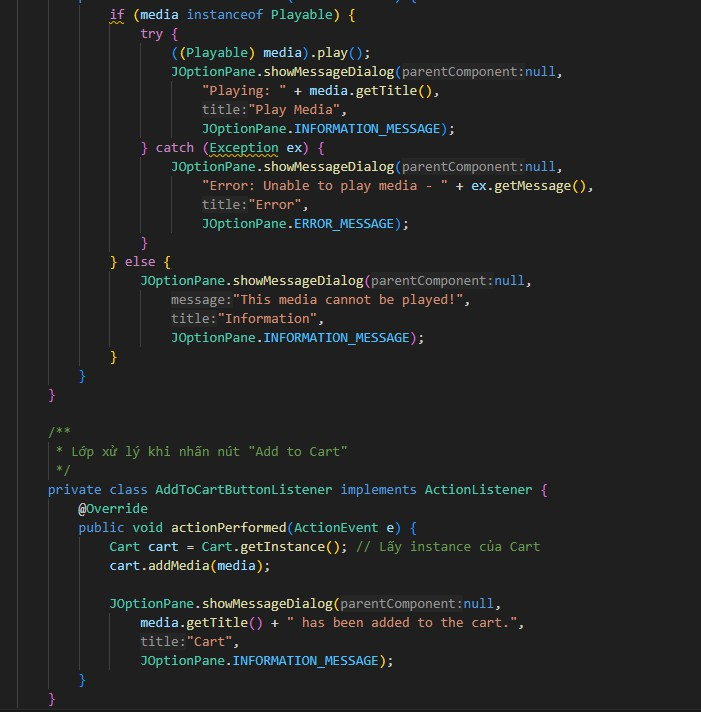 if (media instanceof Playable) {
try {
((Playable) media).play();
JOptionPane.showMessageDialog(parentComponent:null,
"Playing: " + media.getTitle(),
title:"Play Media",
JOptionPane.INFORMATION_MESSAGE);
} catch (Exception ex) {
JOptionPane.showMessageDialog(parentComponent:null,
"Error: Unable to play media - " + ex.getMessage(),
title:"Error",
JOptionPane.ERROR_MESSAGE);
}
} else {
JOptionPane.showMessageDialog(parentComponent:null,
message:"This media cannot be played!",
title:"Information",
JOptionPane.INFORMATION_MESSAGE);
}
}
}
/**
* Lớp xử lý khi nhấn nút "Add to Cart"
*/
private class AddToCartButtonListener implements ActionListener {
@Override
public void actionPerformed(ActionEvent e) {
Cart cart = Cart.getInstance(); // Lấy instance của Cart
cart.addMedia(media);
JOptionPane.showMessageDialog(parentComponent:null,
media.getTitle() + " has been added to the cart.",
title:"Cart",
JOptionPane.INFORMATION_MESSAGE);
}
}